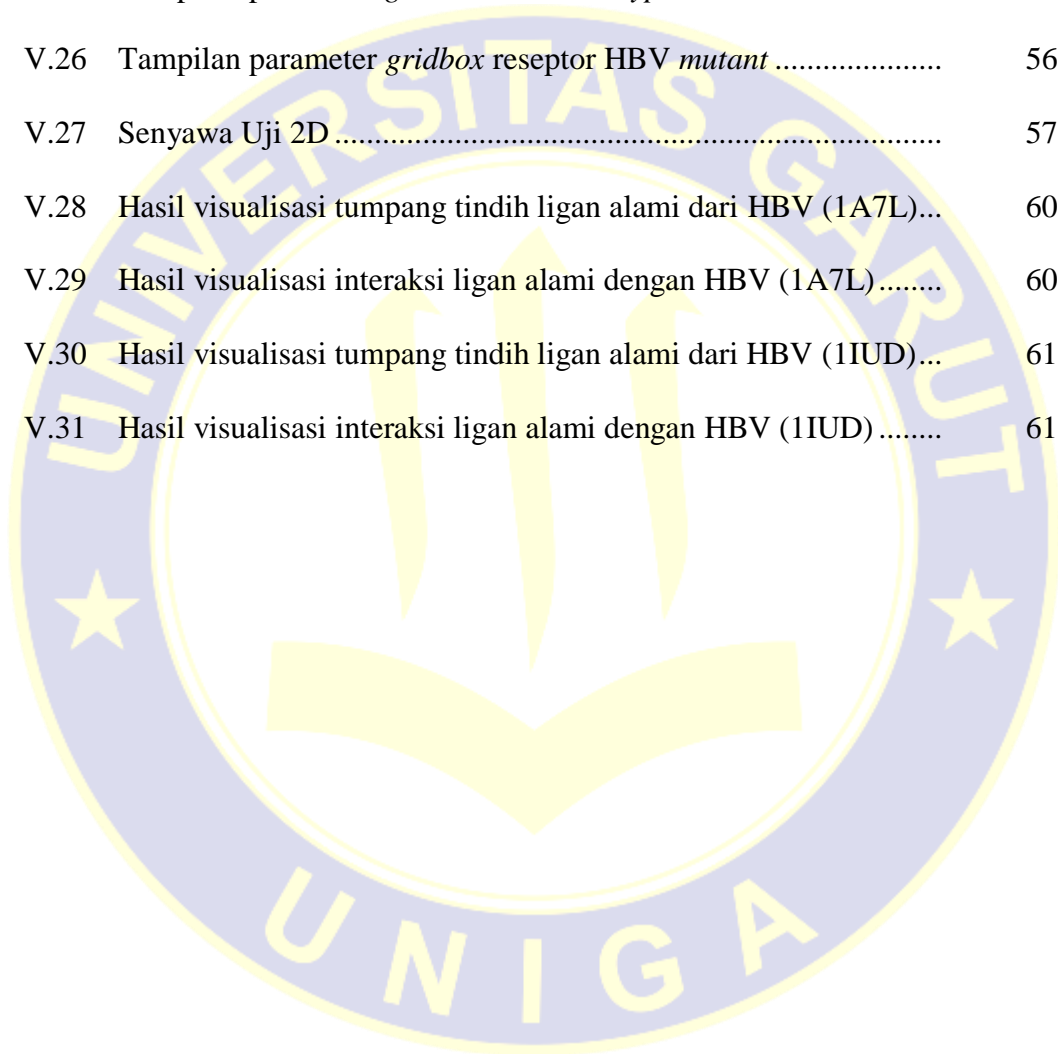 V.26 Tampilan parameter gridbox reseptor HBV mutant ..................... 56
V.27 Senyawa Uji 2D .......................................................................... 57
V.28 Hasil visualisasi tumpang tindih ligan alami dari HBV (1A7L)... 60
V.29 Hasil visualisasi interaksi ligan alami dengan HBV (1A7L) ........ 60
V.30 Hasil visualisasi tumpang tindih ligan alami dari HBV (1IUD)... 61
V.31 Hasil visualisasi interaksi ligan alami dengan HBV (1IUD) ........ 61
UNIVERSITAS GARUT
UNIGA